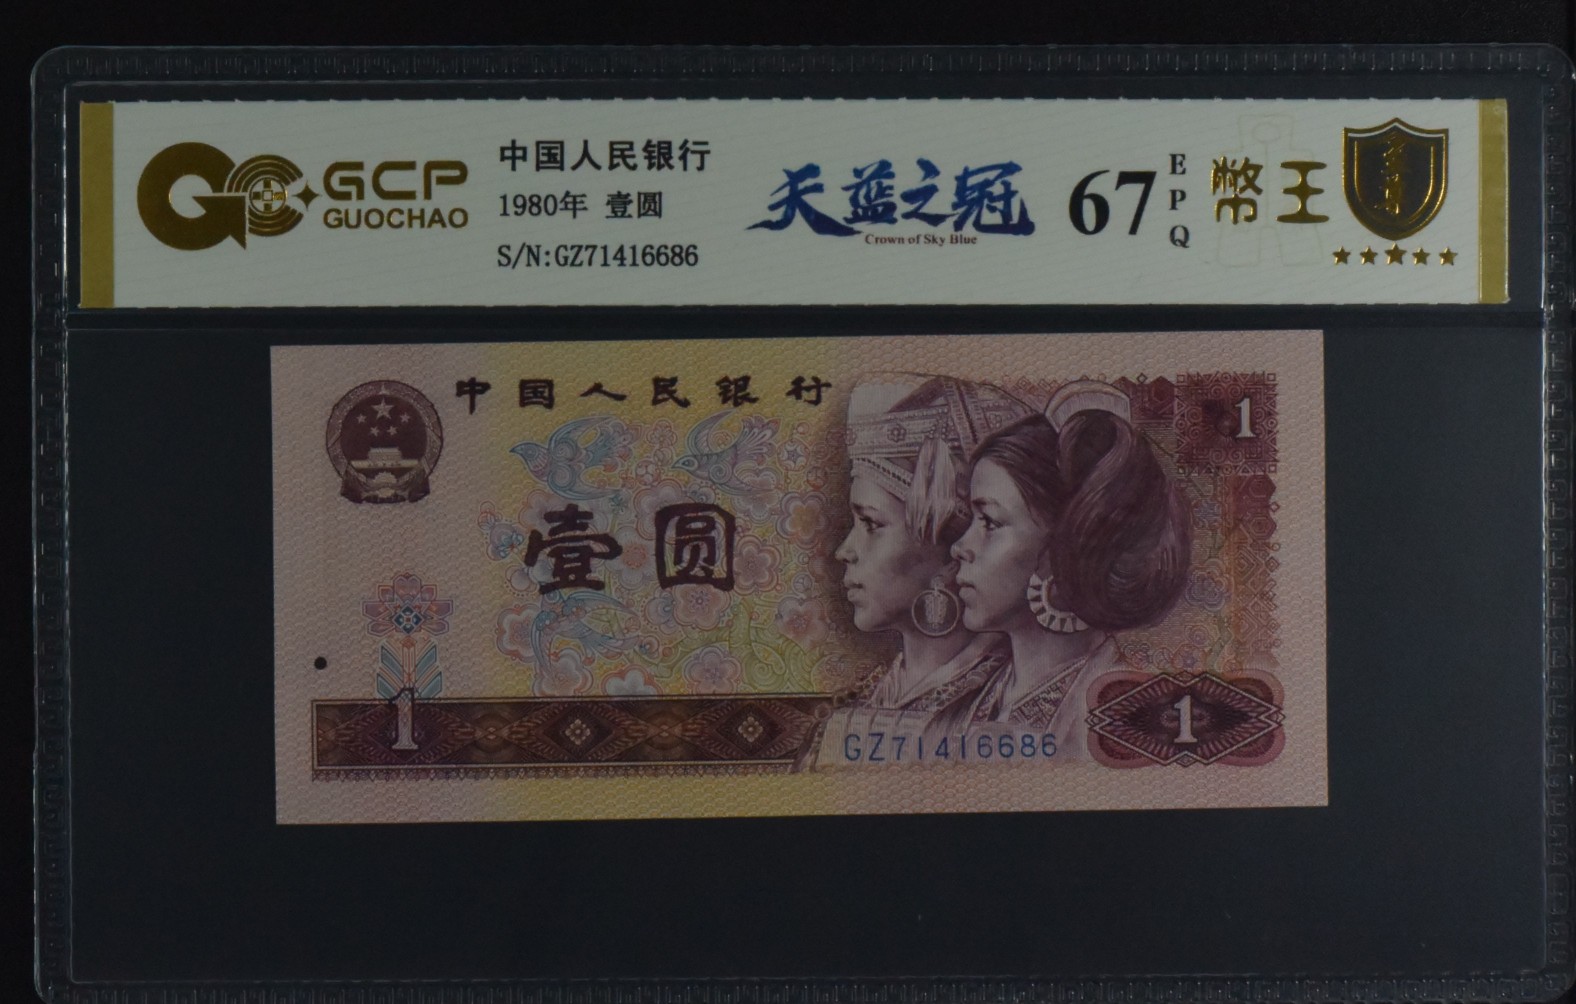 GCP
GUOCHAO
中国人民银行
1980年 壹圆
S/N:GZ71416686
天蓝之冠
Crown of Sky Blue
67
EPQ
幣王
中国人民银行
1
壹圆
1
GZ71416686
1